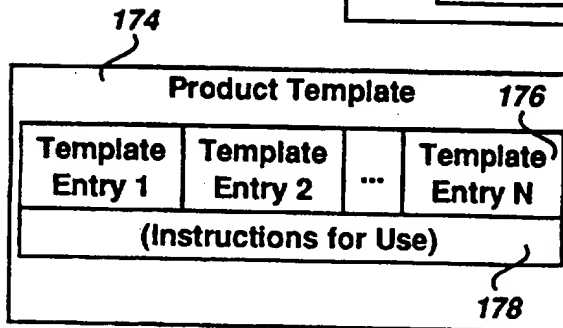 174
Product Template 176
Template Template ... Template
Entry 1 Entry 2 Entry N
(Instructions for Use)
178